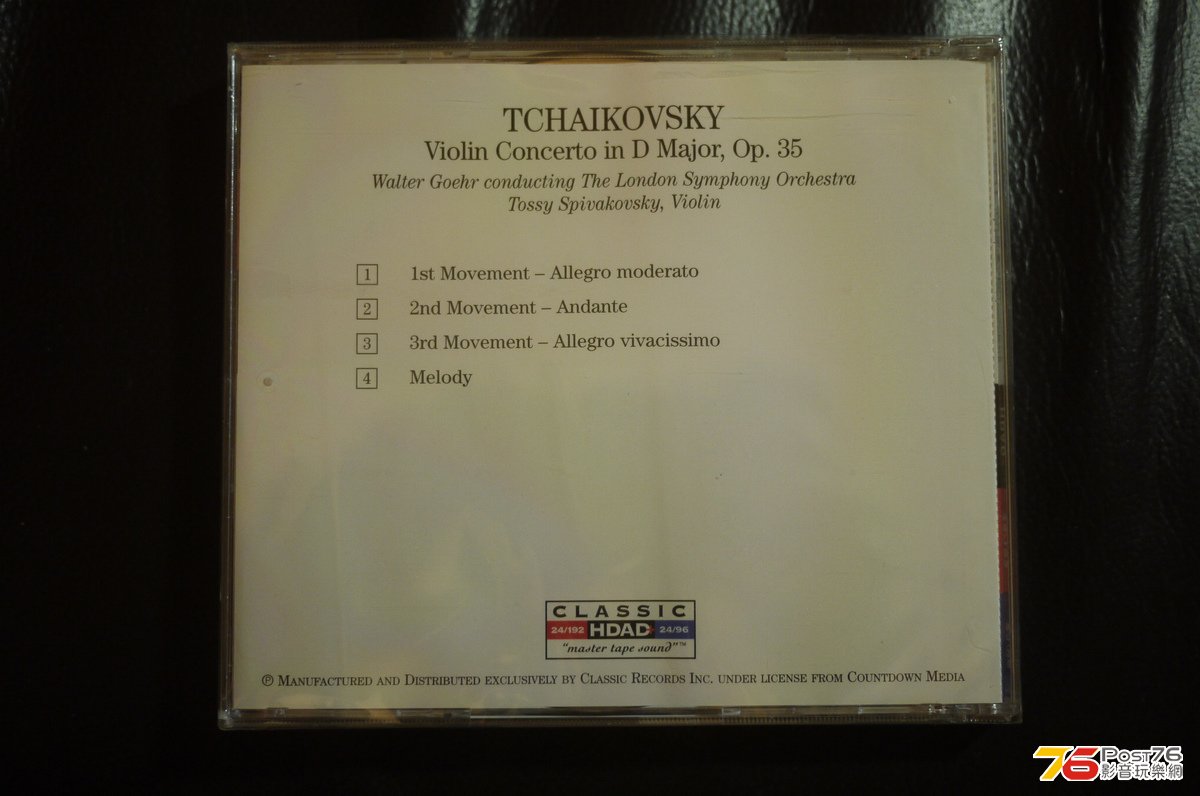 TCHAIKOVSKY
Violin Concerto in D Major, Op. 35
Walter Goehr conducting The London Symphony Orchestra
Tossy Spivakovsky, Violin
1 1st Movement – Allegro moderato
2 2nd Movement – Andante
3 3rd Movement – Allegro vivacissimo
4 Melody
CLASSIC
24/192 HDAD+ 24/96
"master tape sound"™
℗ MANUFACTURED AND DISTRIBUTED EXCLUSIVELY BY CLASSIC RECORDS INC. UNDER LICENSE FROM COUNTDOWN MEDIA
76 POST76
影音玩樂網